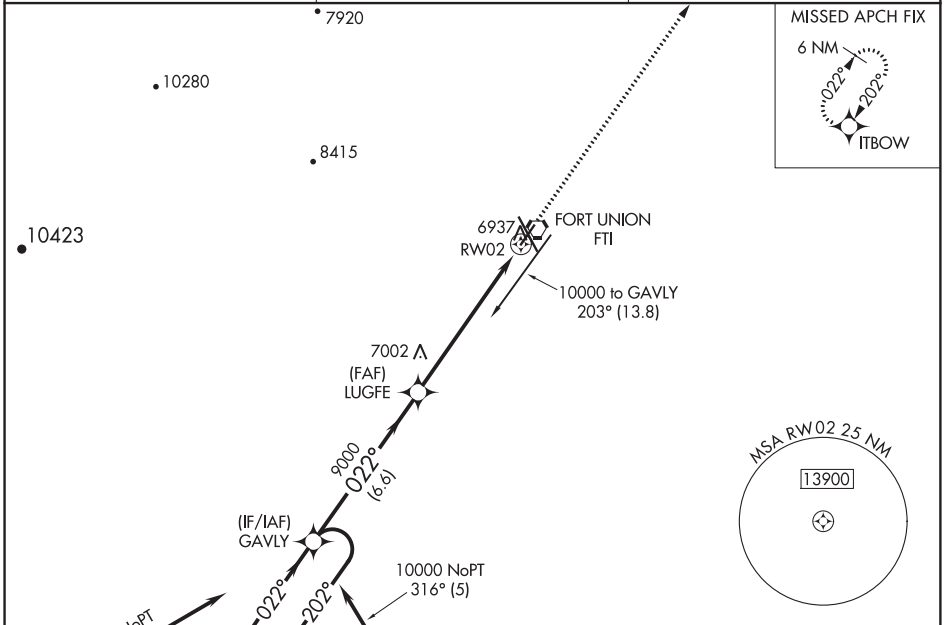 7920
MISSED APCH FIX
6 NM
022°
202°
ITBOW
10280
8415
10423
6937
RW02
FORT UNION
FTI
10000 to GAVLY
203° (13.8)
7002
(FAF)
LUGFE
9000
022°
(6.6)
MSA RW02 25 NM
13900
(IF/IAF)
GAVLY
10000 NoPT
316° (5)
022°
202°
NoPT